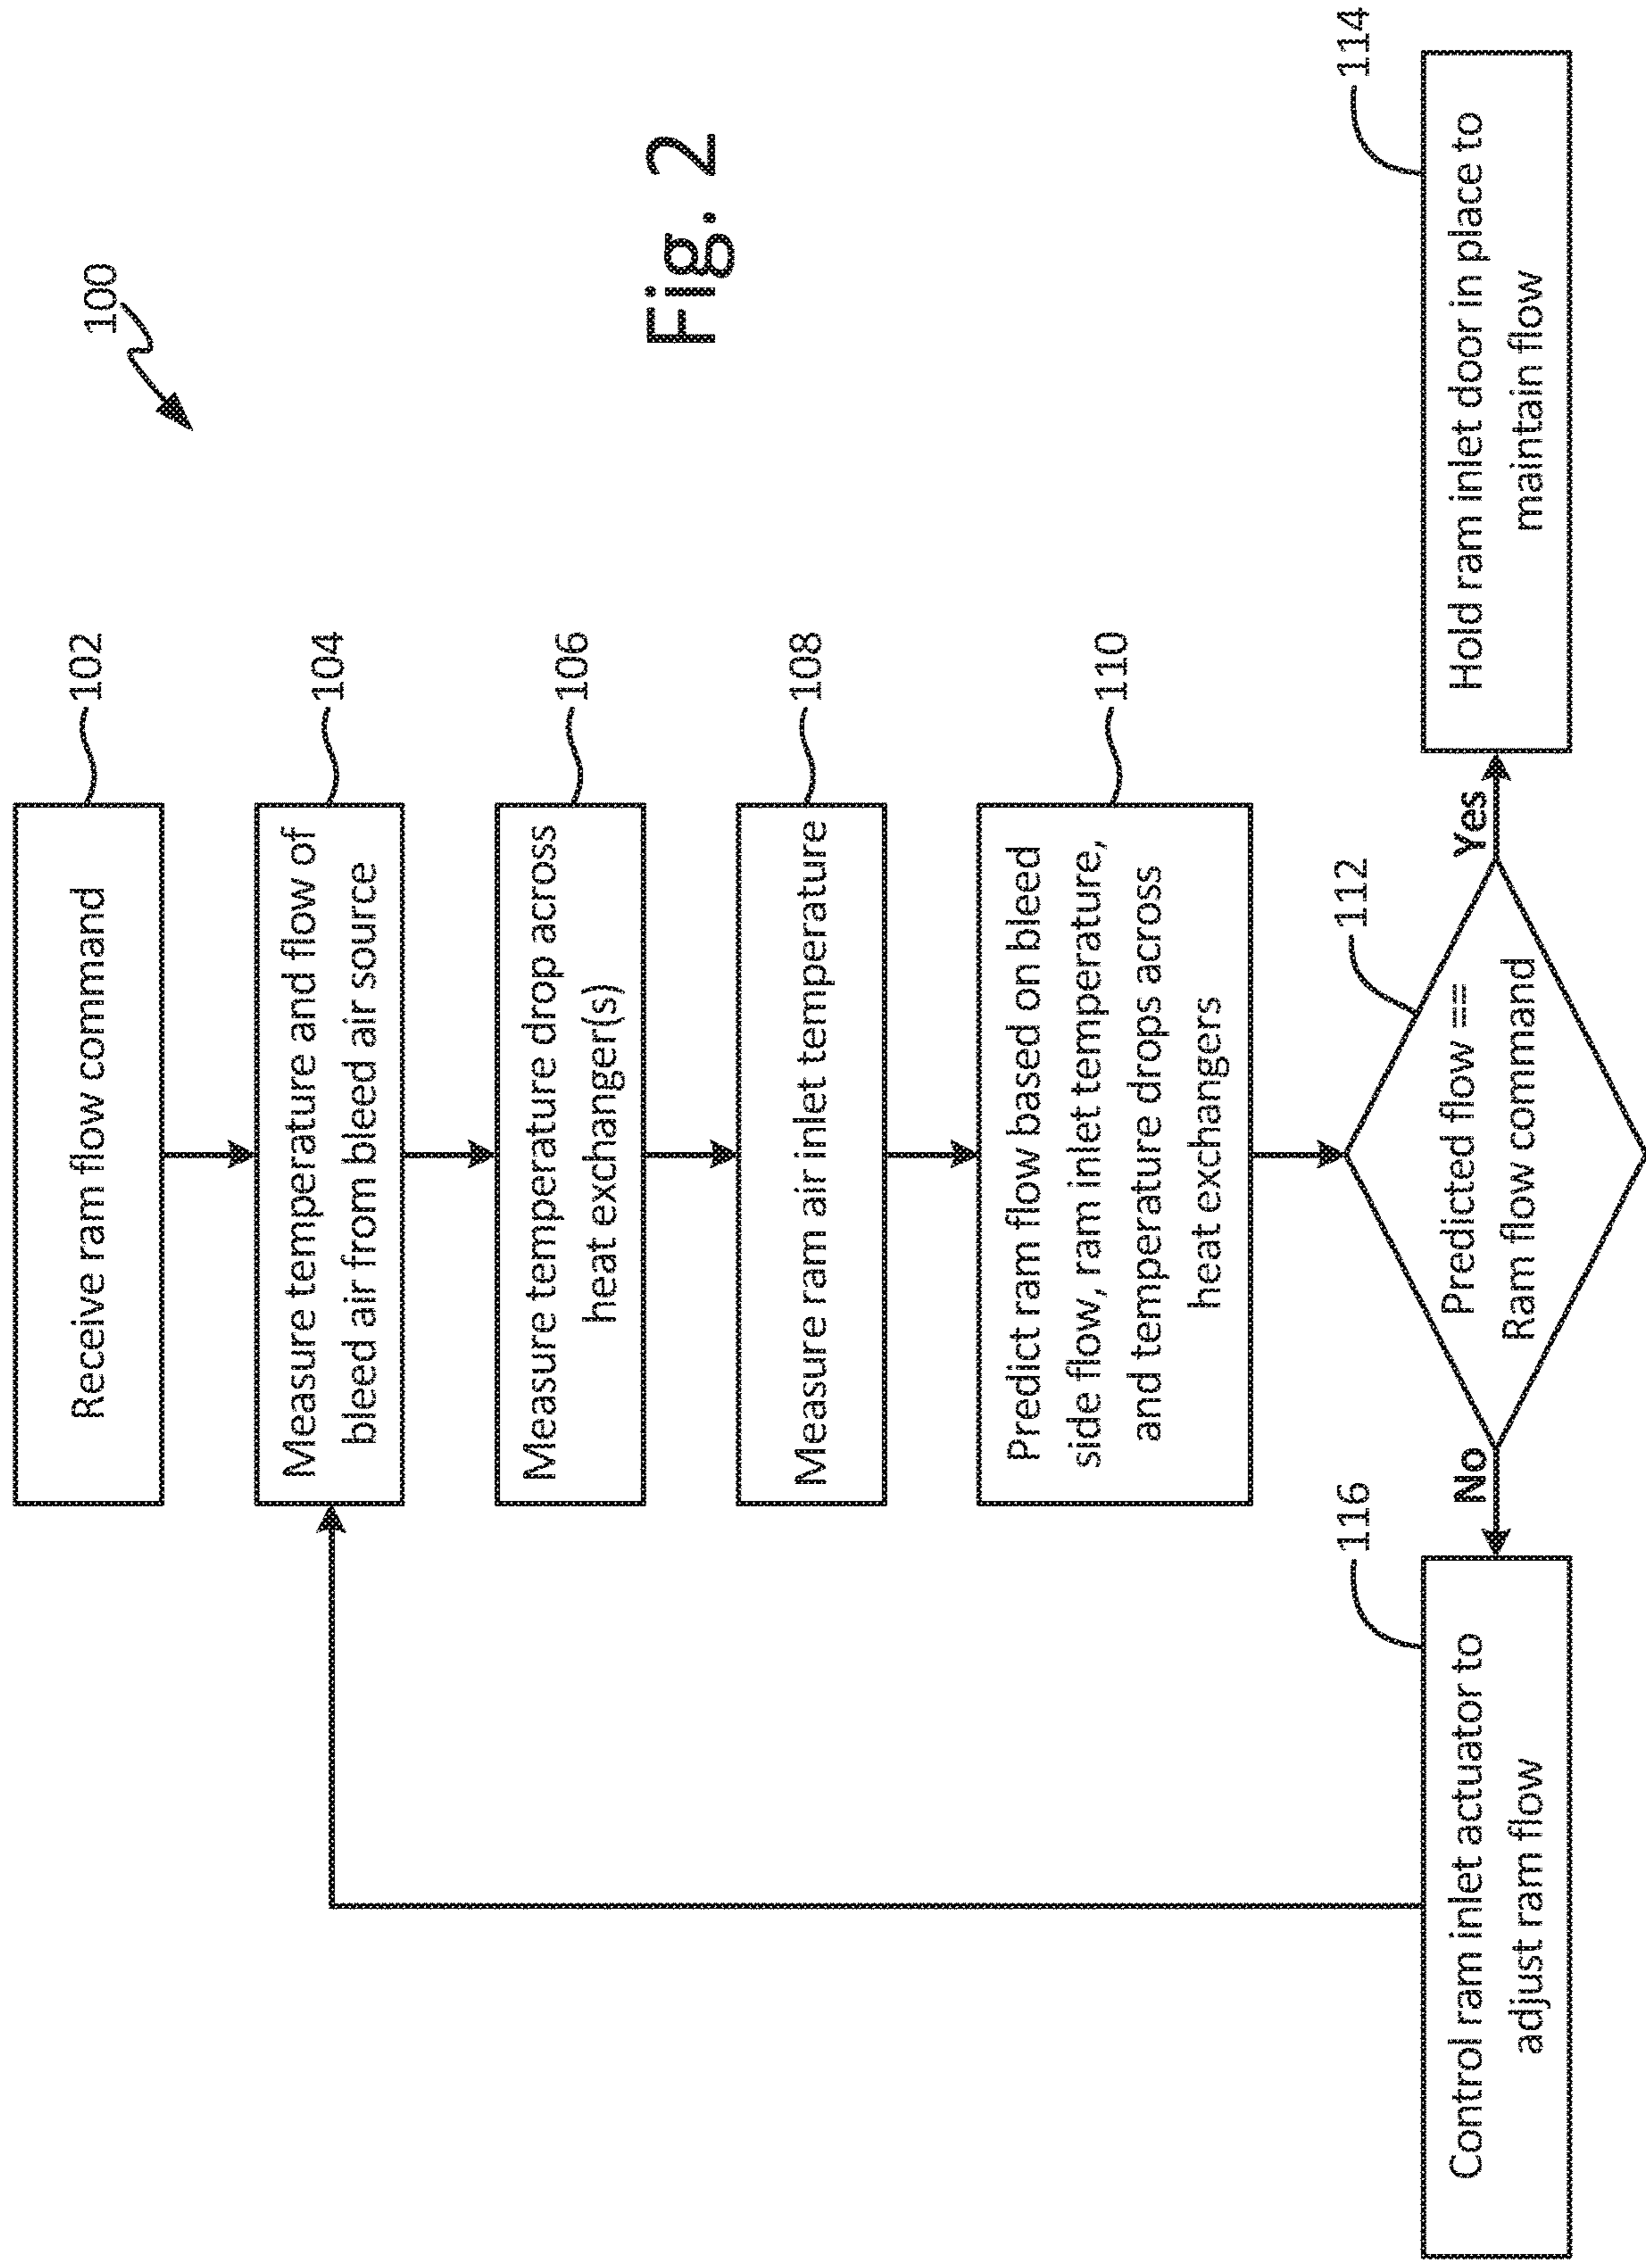 100
Receive ram flow command
102
Measure temperature and flow of
bleed air from bleed air source
104
Measure temperature drop across
heat exchanger(s)
106
Measure ram air inlet temperature
108
Predict ram flow based on bleed
side flow, ram inlet temperature,
and temperature drops across
heat exchangers
110
Predicted flow ==
Ram flow command
112
No
Yes
Control ram inlet actuator to
adjust ram flow
116
Hold ram inlet door in place to
maintain flow
114
Fig. 2